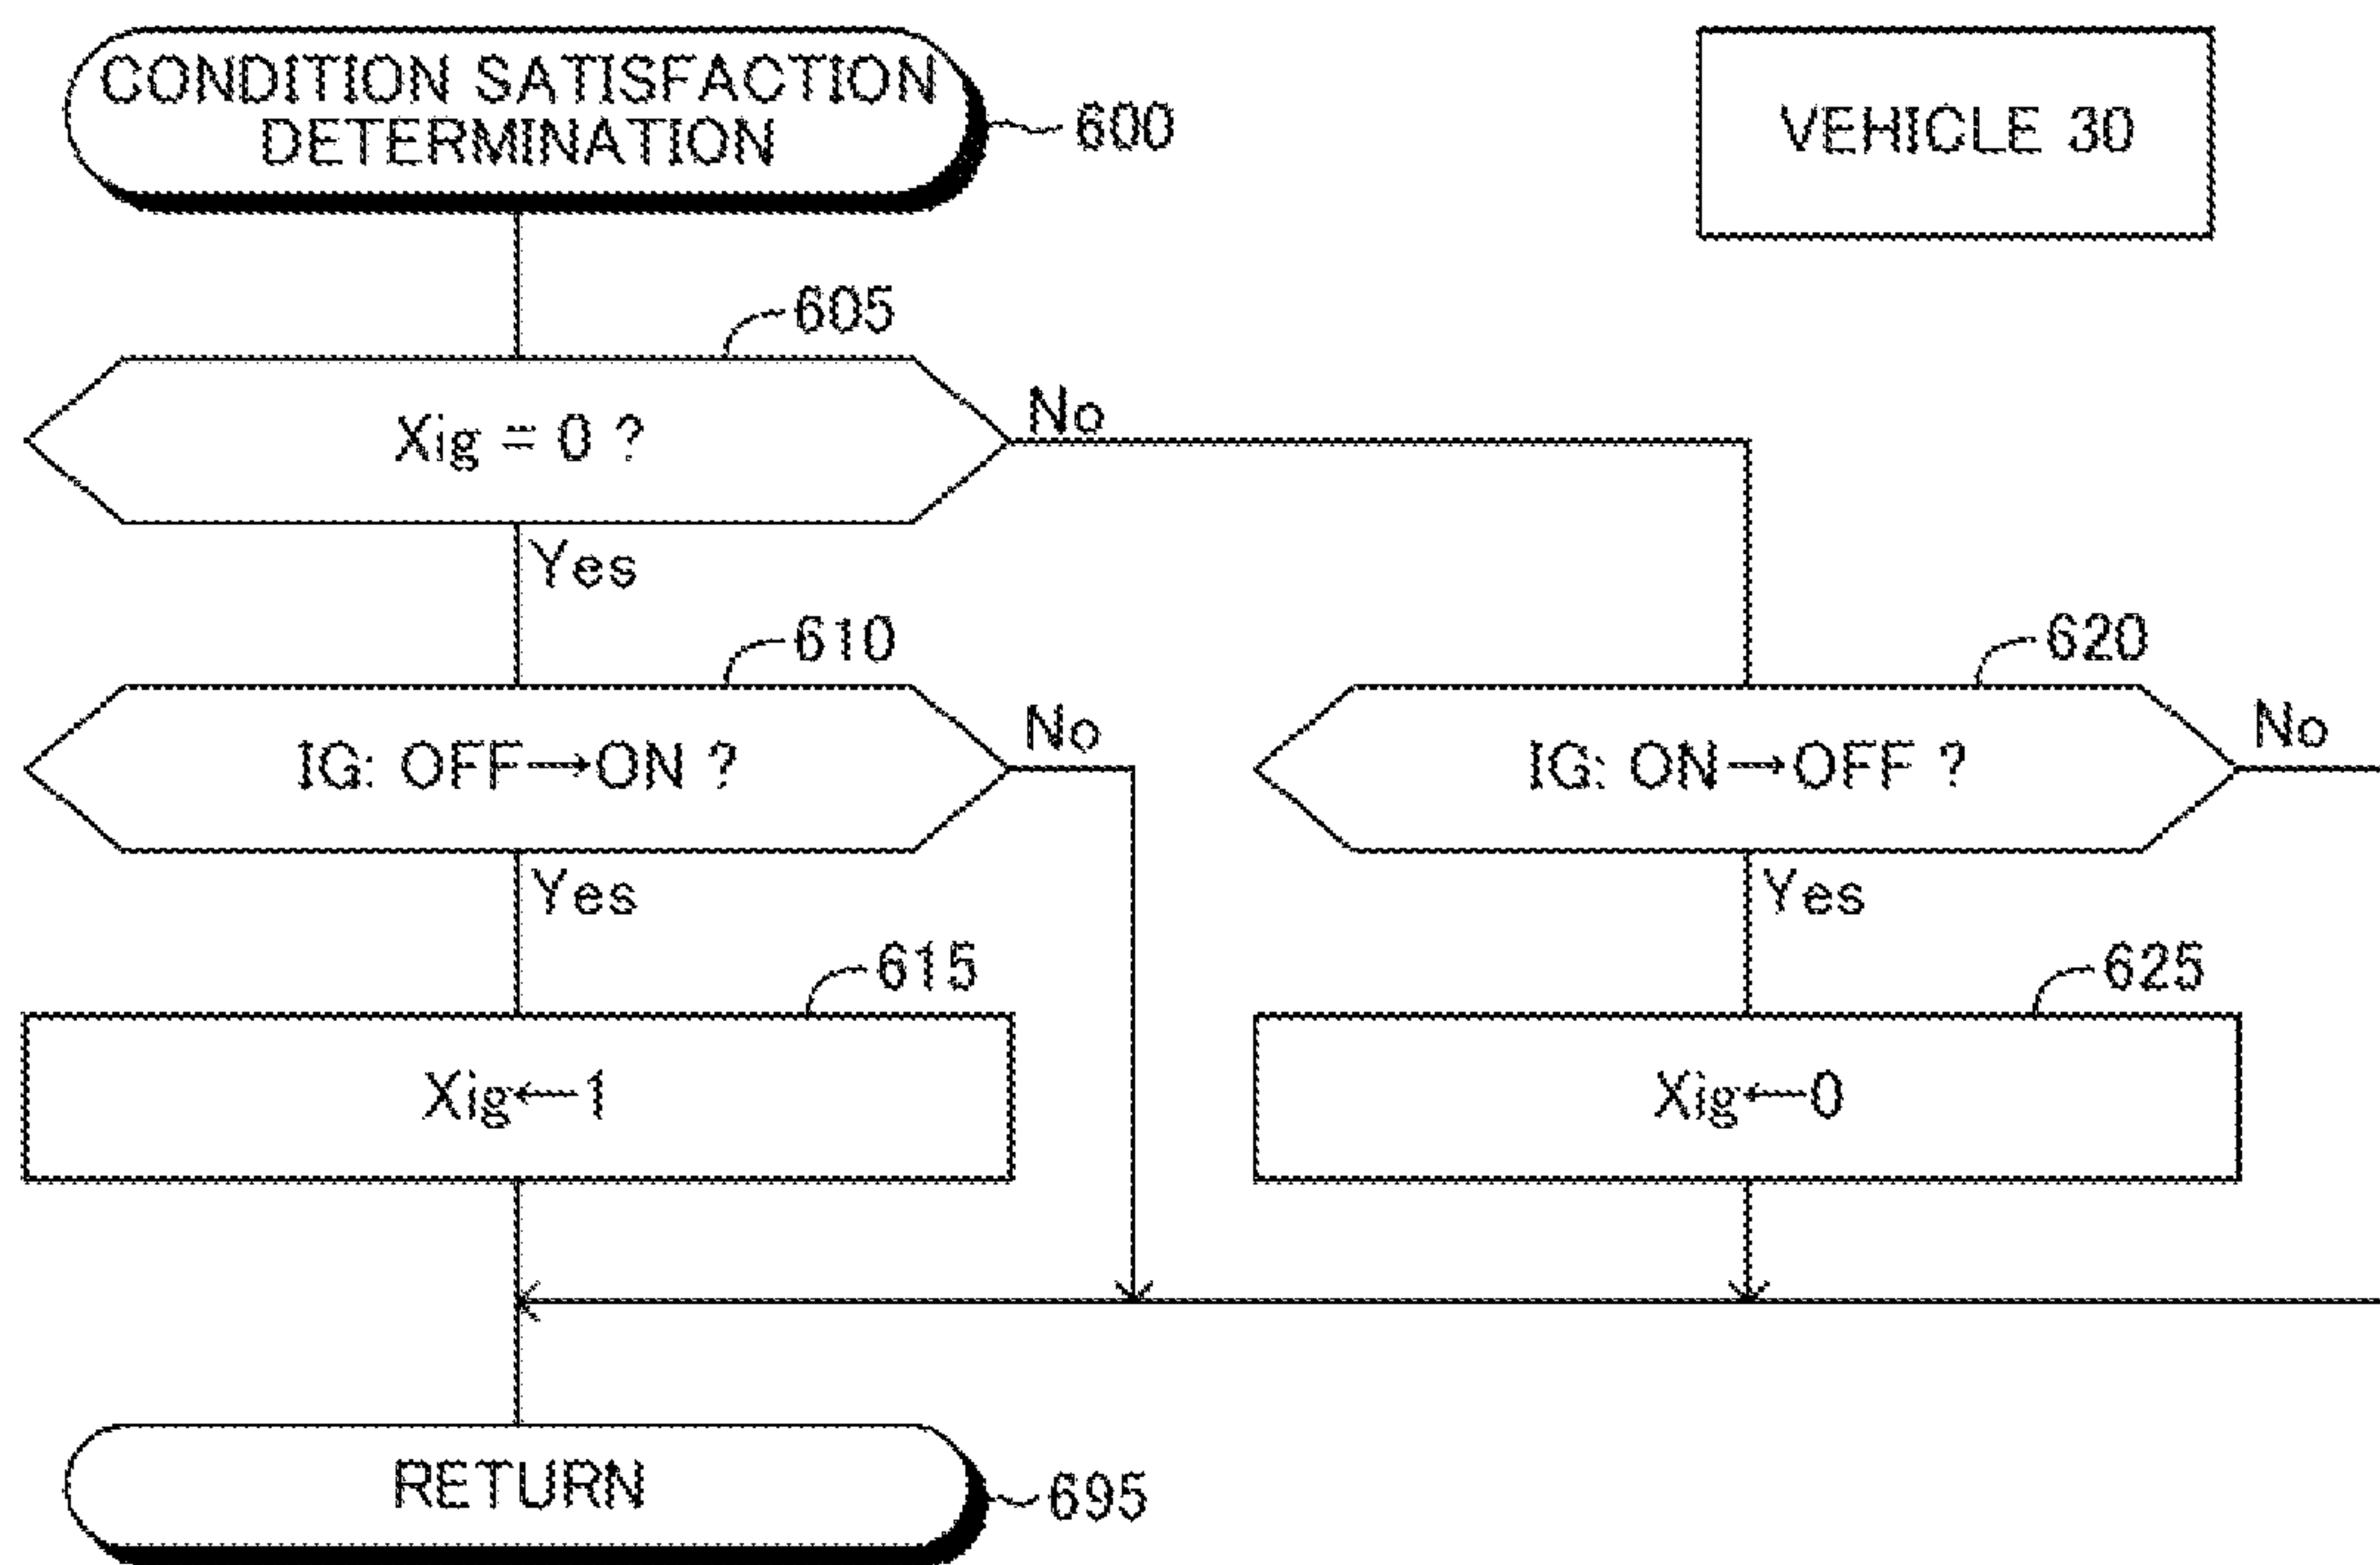 CONDITION SATISFACTION
DETERMINATION
600
VEHICLE 30
605
Xig = 0 ?
No
Yes
610
IG: OFF→ON ?
No
Yes
620
IG: ON→OFF ?
No
Yes
615
Xig←1
625
Xig←0
RETURN
695